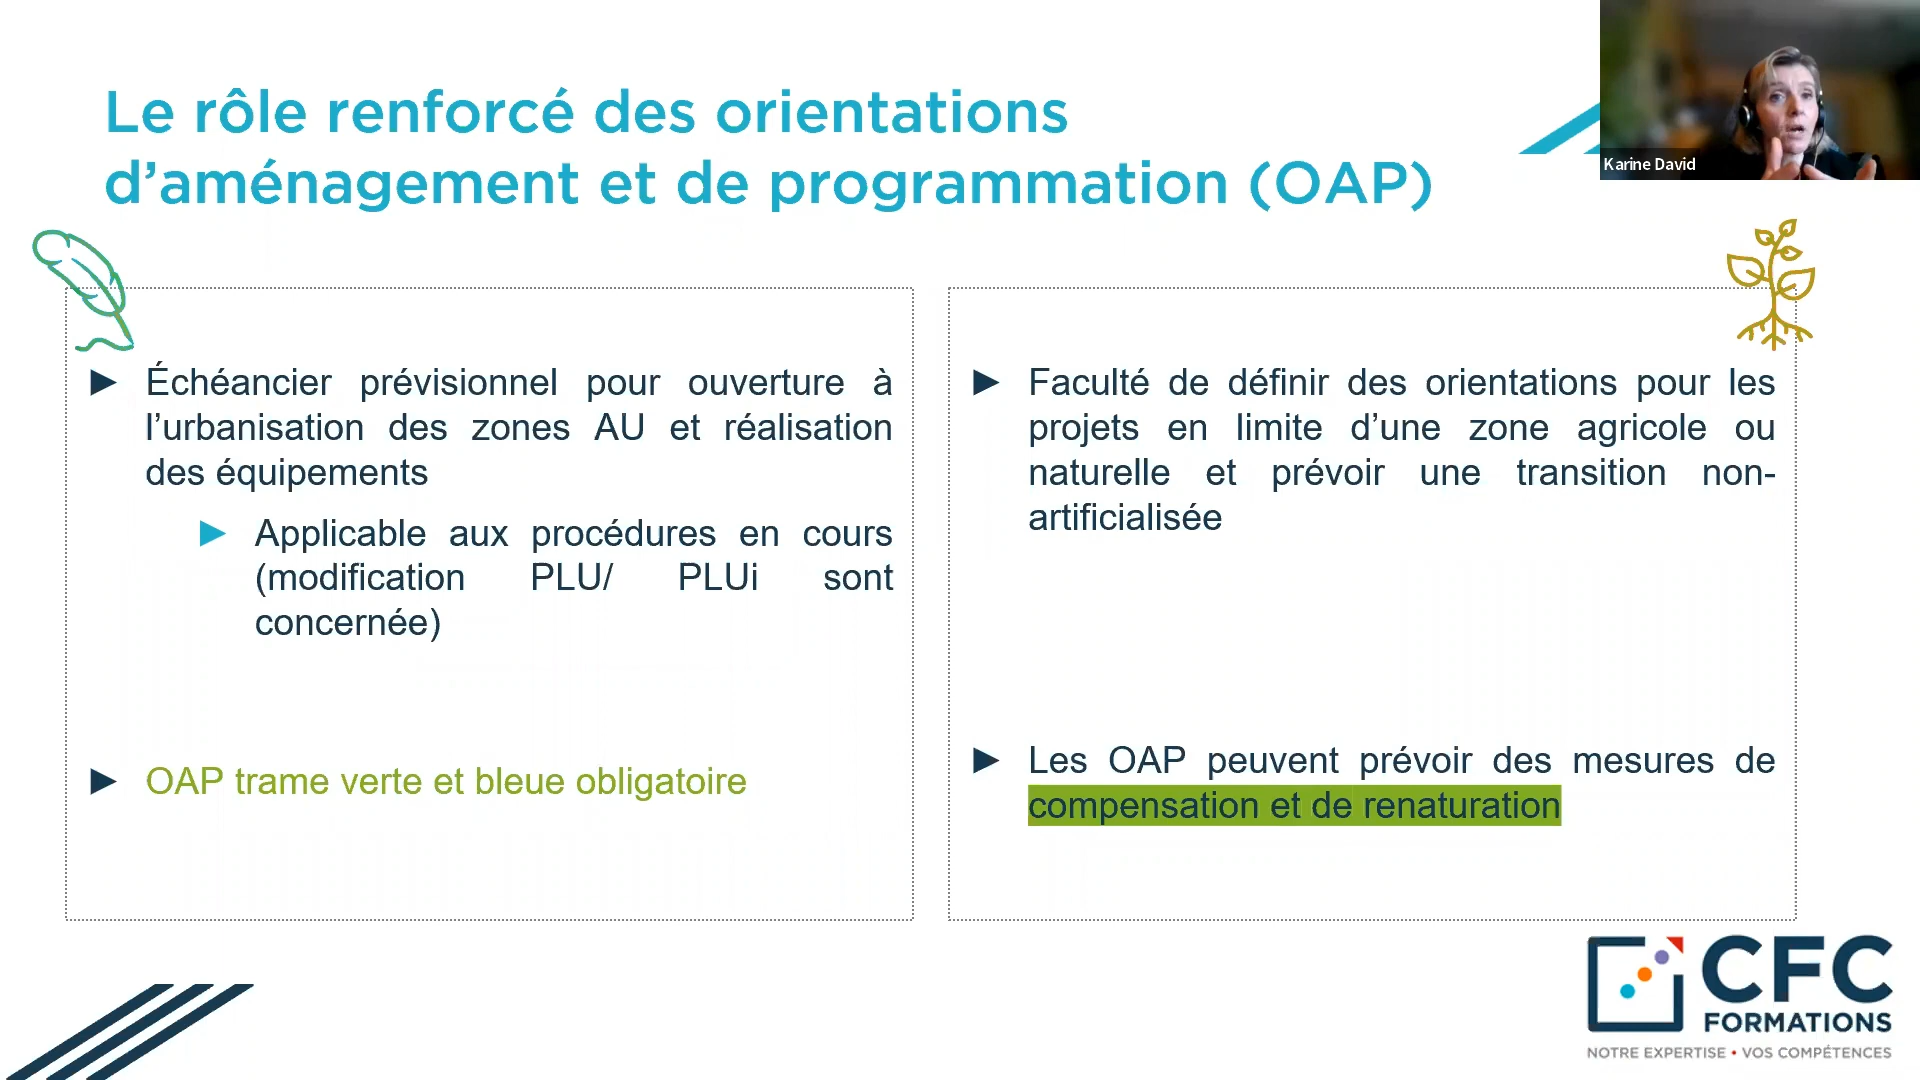 Le rôle renforcé des orientations
d’aménagement et de programmation (OAP)
Karine David
► Échéancier prévisionnel pour ouverture à
l’urbanisation des zones AU et réalisation
des équipements
► Applicable aux procédures en cours
(modification PLU/ PLUi sont
concernée)
► OAP trame verte et bleue obligatoire
► Faculté de définir des orientations pour les
projets en limite d’une zone agricole ou
naturelle et prévoir une transition non-
artificialisée
► Les OAP peuvent prévoir des mesures de
compensation et de renaturation
CFC
FORMATIONS
NOTRE EXPERTISE • VOS COMPÉTENCES